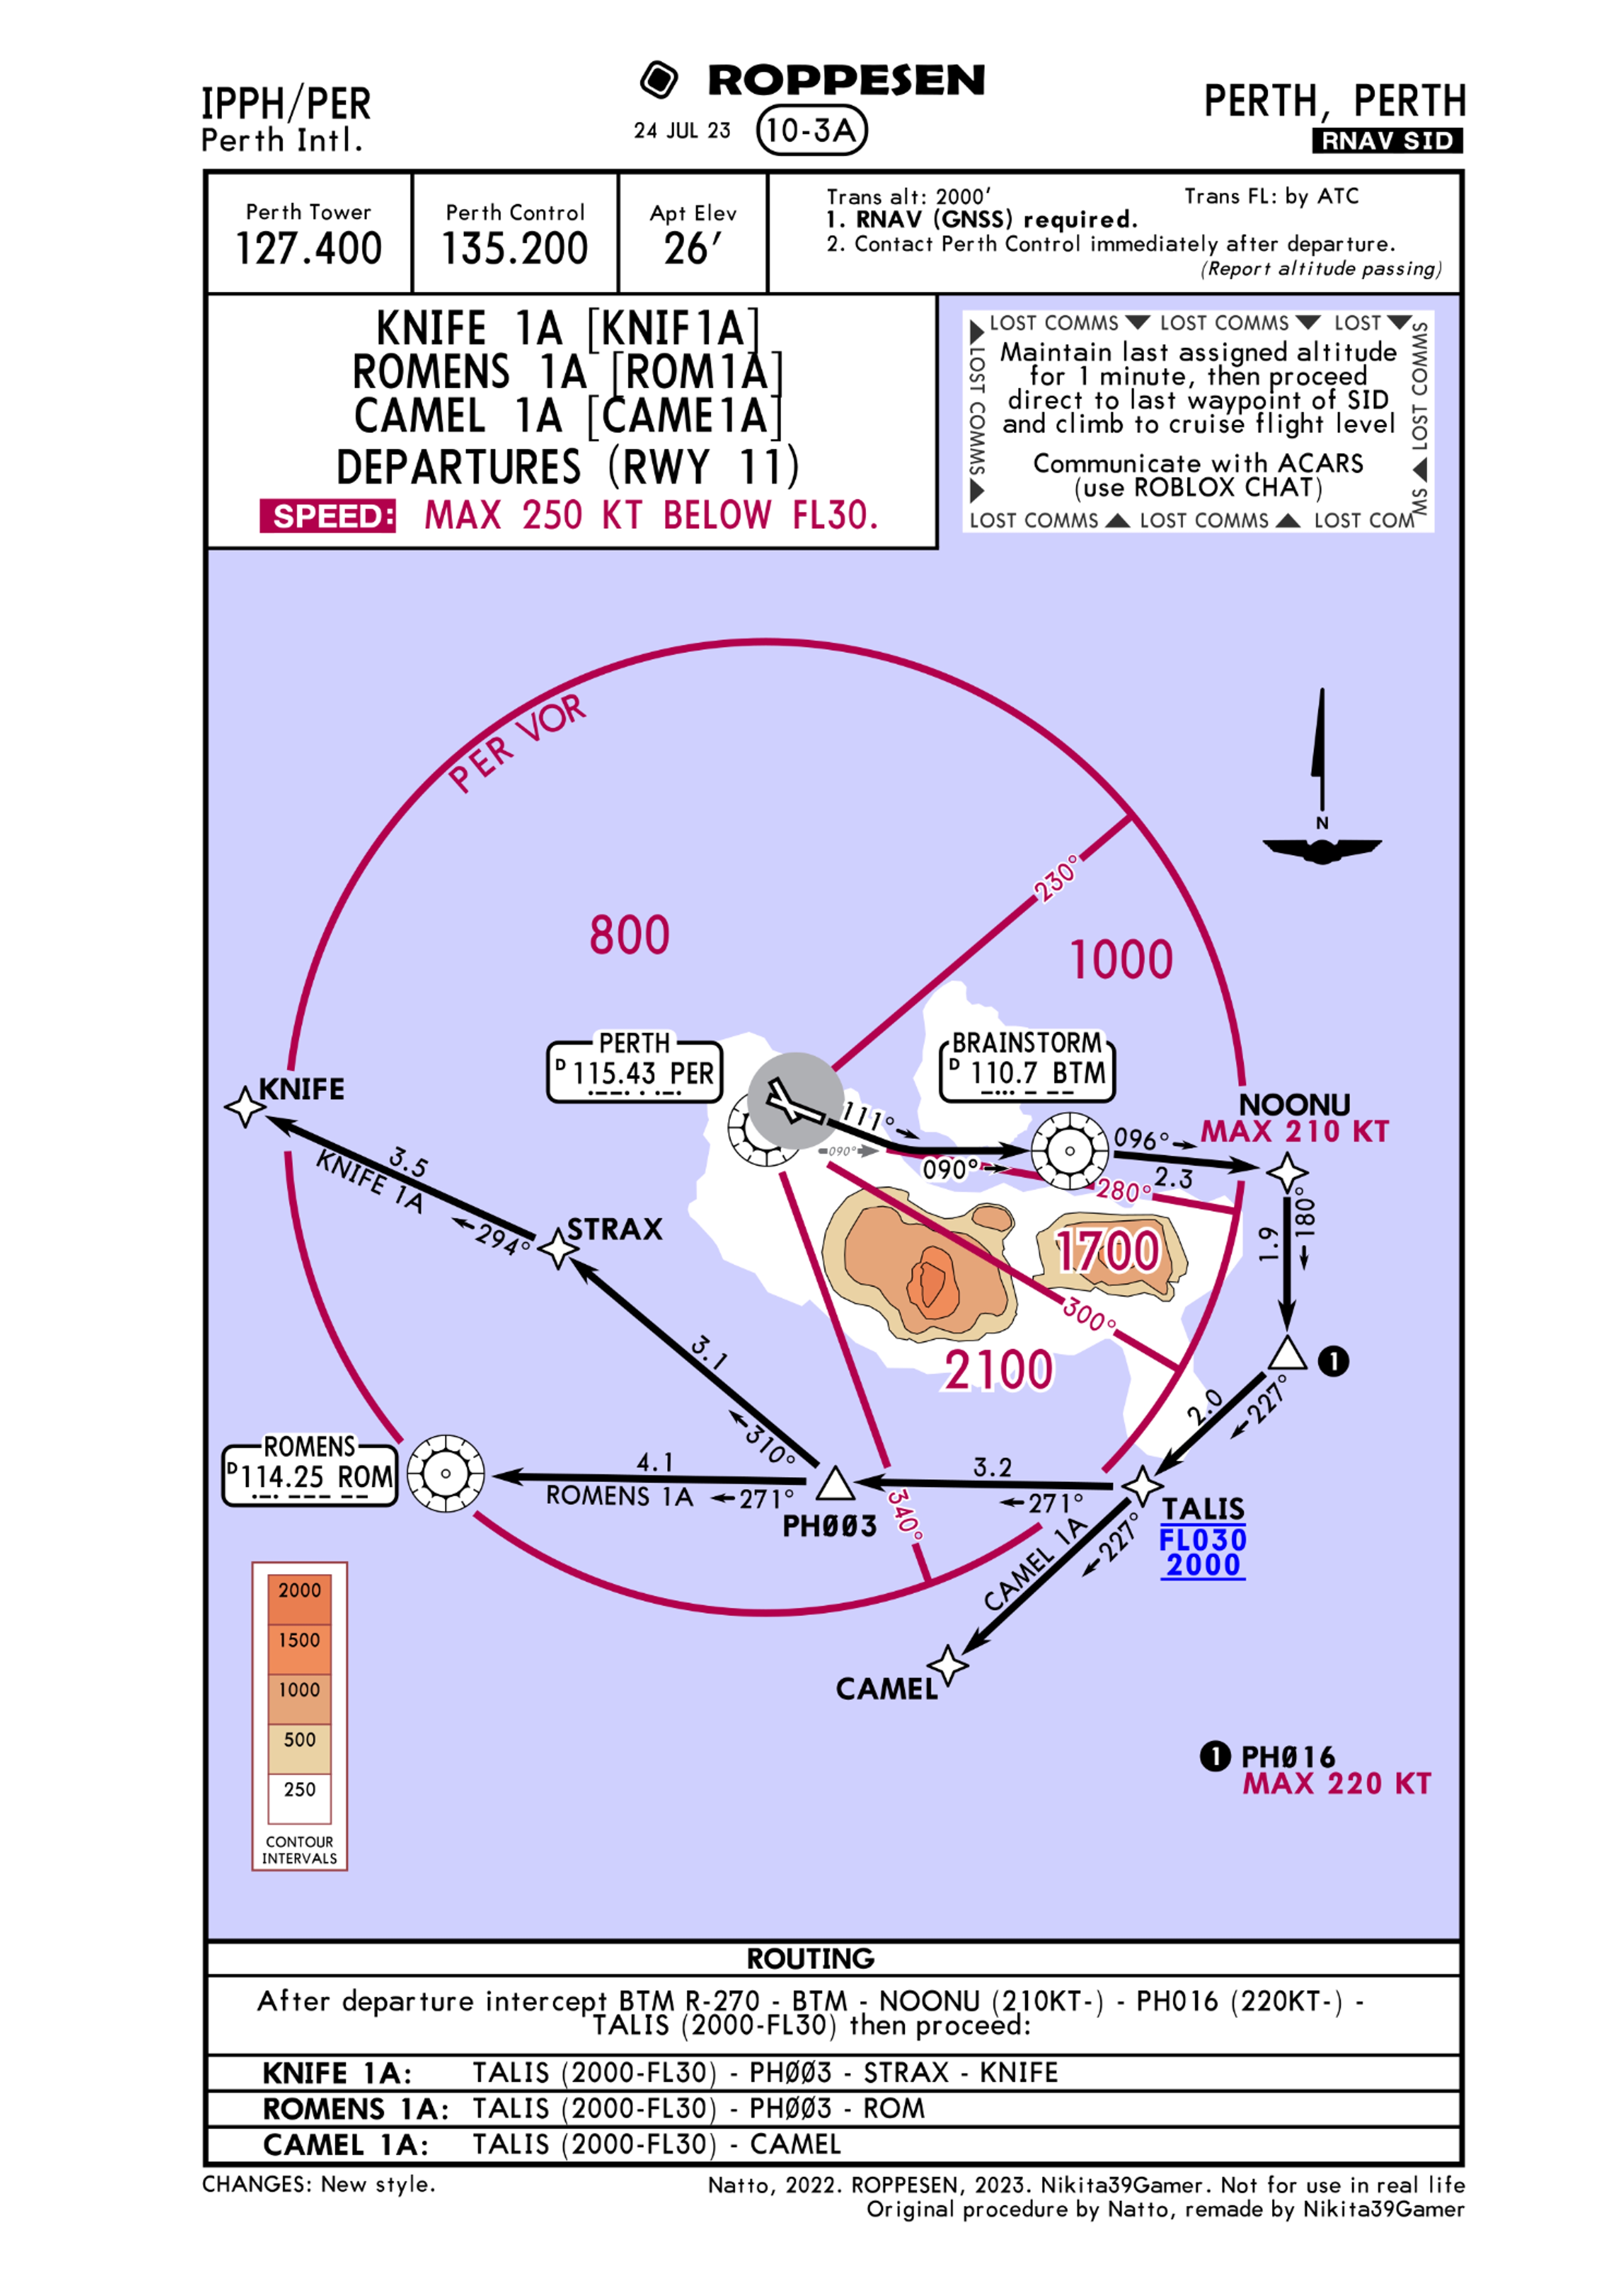 IPPH/PER
Perth Intl.
ROPPESEN
24 JUL 23
10-3A
PERTH, PERTH
RNAV SID
Perth Tower
127.400
Perth Control
135.200
Apt Elev
26′
Trans alt: 2000′ Trans FL: by ATC
1. RNAV (GNSS) required.
2. Contact Perth Control immediately after departure.
(Report altitude passing)
KNIFE 1A [KNIF1A]
ROMENS 1A [ROM1A]
CAMEL 1A [CAME1A]
DEPARTURES (RWY 11)
SPEED: MAX 250 KT BELOW FL30.
LOST COMMS LOST COMMS LOST
LOST COMMS
LOST COMMS
LOST COMMS
SW
LOST COMMS LOST COMMS LOST COM
Maintain last assigned altitude
for 1 minute, then proceed
direct to last waypoint of SID
and climb to cruise flight level
Communicate with ACARS
(use ROBLOX CHAT)
PER VOR
N
230°
800
1000
PERTH
D 115.43 PER
BRAINSTORM
D 110.7 BTM
KNIFE
NOONU
MAX 210 KT
111°
096°
090°
090°
2.3
280°
3.5
KNIFE 1A
294°
STRAX
1700
1.9
180°
300°
3.1
2100
1
2.0
227°
310°
ROMENS
D 114.25 ROM
4.1
ROMENS 1A
271°
3.2
271°
PHØØ3
340°
TALIS
FL030
2000
CAMEL 1A
227°
CAMEL
2000
1500
1000
500
250
CONTOUR
INTERVALS
1 PHØ16
MAX 220 KT
ROUTING
After departure intercept BTM R-270 - BTM - NOONU (210KT-) - PH016 (220KT-) -
TALIS (2000-FL30) then proceed:
KNIFE 1A: TALIS (2000-FL30) - PHØØ3 - STRAX - KNIFE
ROMENS 1A: TALIS (2000-FL30) - PHØØ3 - ROM
CAMEL 1A: TALIS (2000-FL30) - CAMEL
CHANGES: New style.
Natto, 2022. ROPPESEN, 2023. Nikita39Gamer. Not for use in real life
Original procedure by Natto, remade by Nikita39Gamer